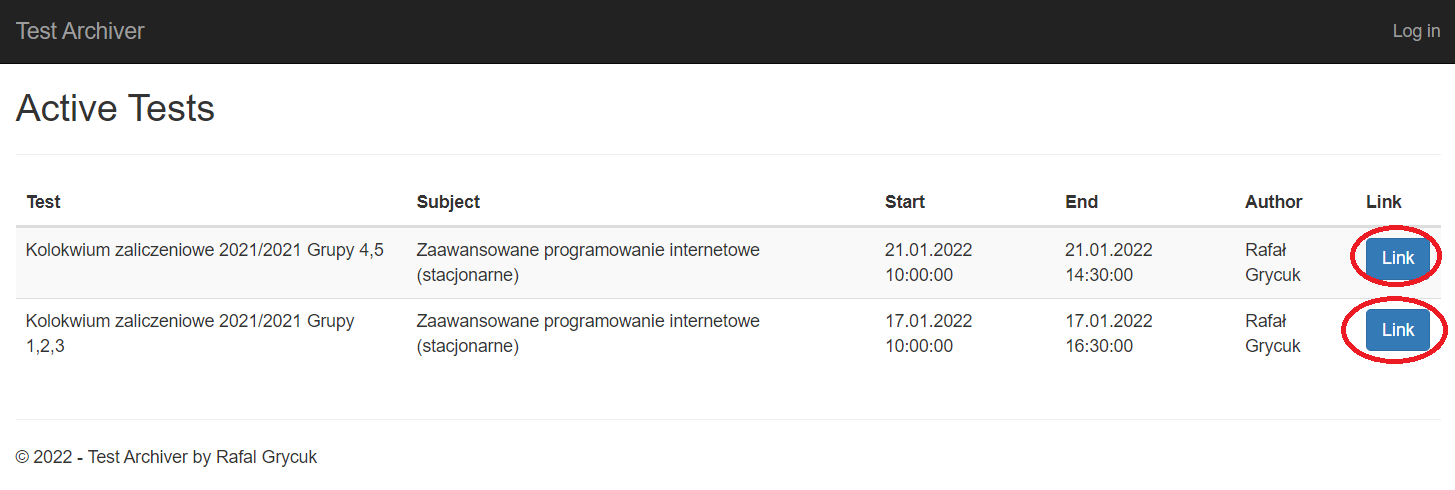 Test Archiver Log in
Active Tests
Test Subject Start End Author Link
Kolokwium zaliczeniowe 2021/2021 Grupy 4,5 Zaawansowane programowanie internetowe 21.01.2022 21.01.2022 Rafał Link
(stacjonarne) 10:00:00 14:30:00 Grycuk
Kolokwium zaliczeniowe 2021/2021 Grupy Zaawansowane programowanie internetowe 17.01.2022 17.01.2022 Rafał Link
1,2,3 (stacjonarne) 10:00:00 16:30:00 Grycuk
© 2022 - Test Archiver by Rafal Grycuk